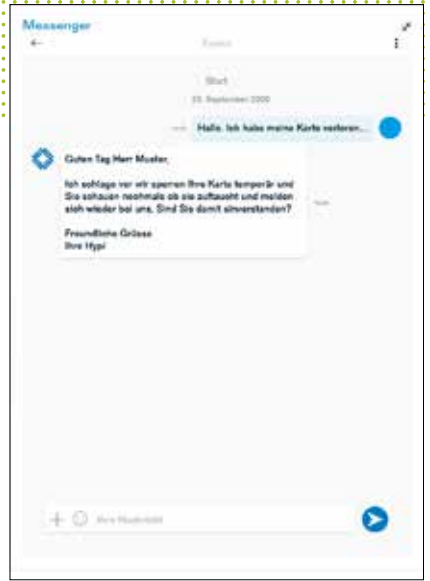 Messenger
Start
Hallo. Ich habe meine Karte verloren...
Guten Tag Herr Muster,
Ich schlage vor wir sperren Ihre Karte temporär und
Sie schauen nochmals ob sie auftaucht und melden
sich wieder bei uns. Sind Sie damit einverstanden?
Freundliche Grüsse
Ihre Hypi
Ihre Nachricht